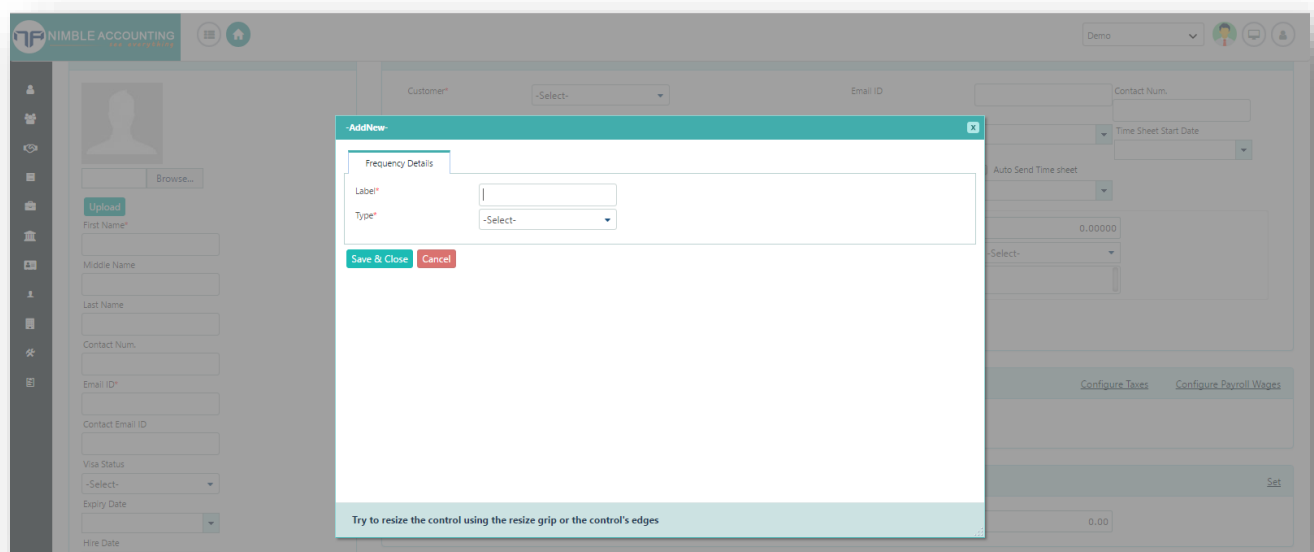 NIMBLE ACCOUNTING
Demo
Customer*
-Select-
Email ID
Contact Num.
-AddNew-
x
Time Sheet Start Date
Frequency Details
Auto Send Time sheet
Label*
Type*
-Select-
Browse...
Upload
Save & Close
Cancel
0.00000
-Select-
First Name*
Middle Name
Last Name
Contact Num.
Email ID*
Configure Taxes
Configure Payroll Wages
Contact Email ID
Visa Status
-Select-
Set
Expiry Date
Try to resize the control using the resize grip or the control's edges
0.00
Hire Date